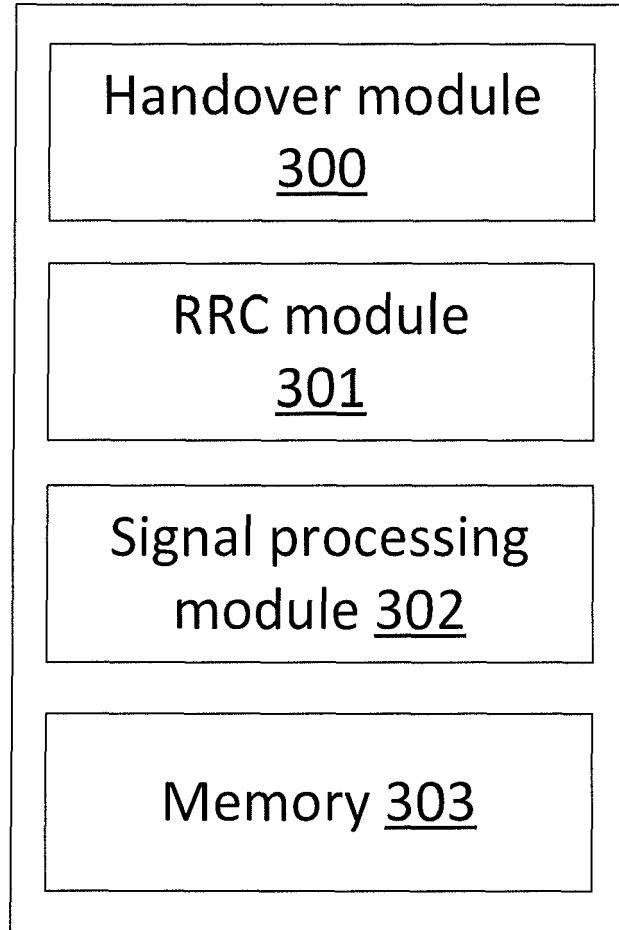 Handover module
300
RRC module
301
Signal processing
module 302
Memory 303